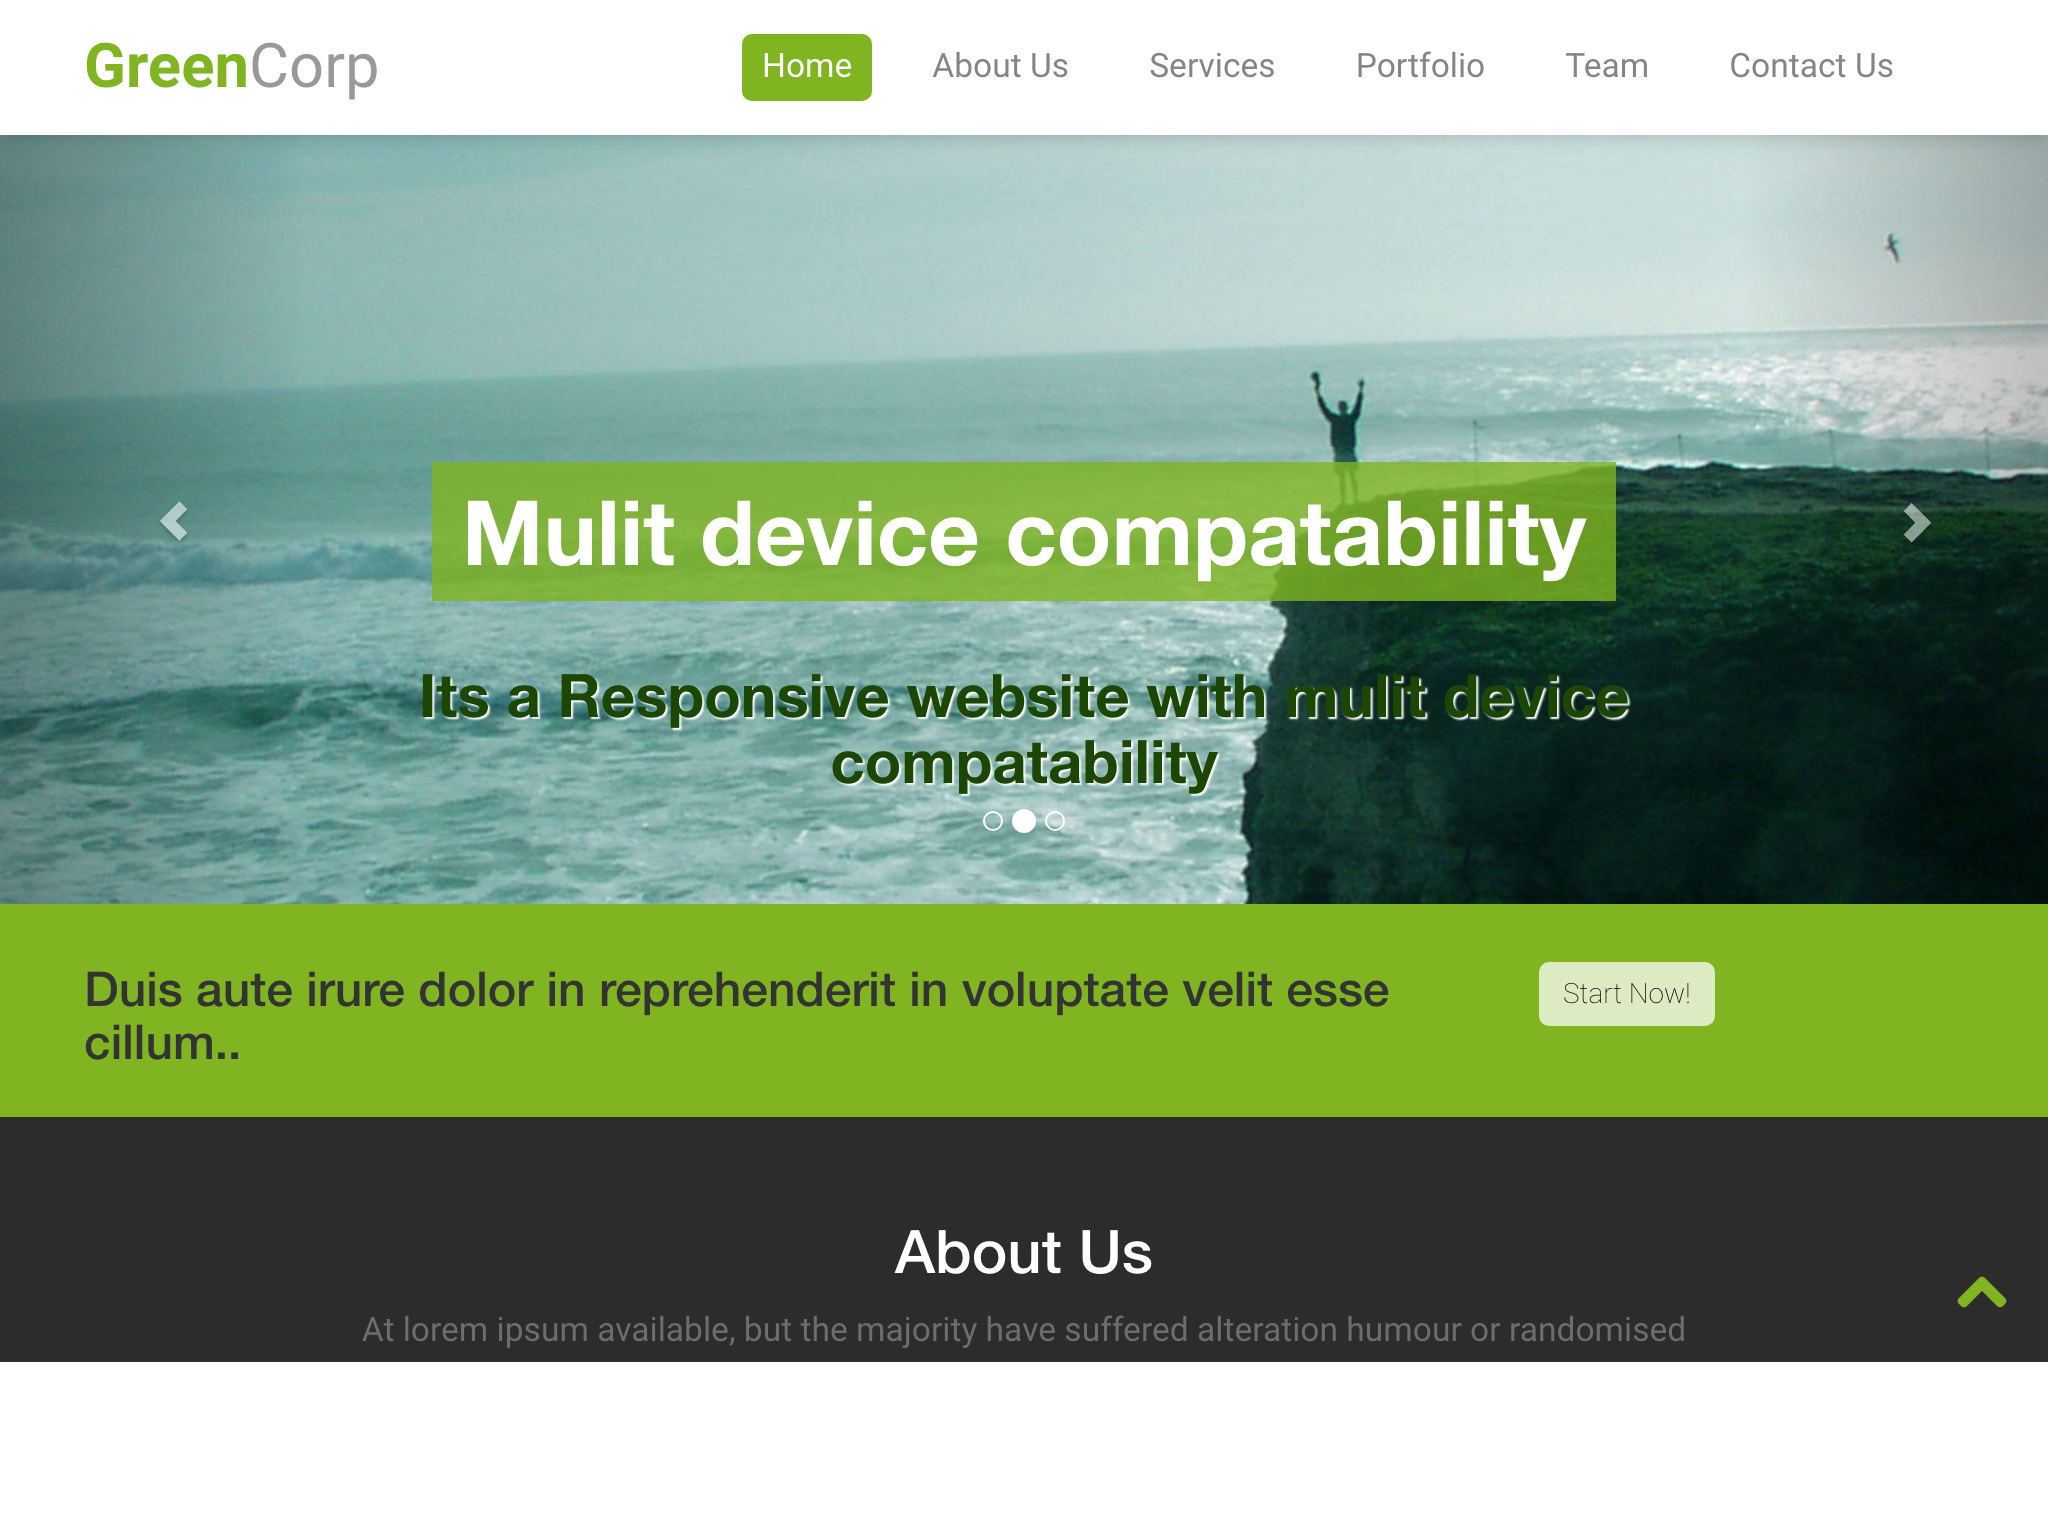 GreenCorp
Home
About Us
Services
Portfolio
Team
Contact Us
Mulit device compatability
Its a Responsive website with mulit device
compatability
Duis aute irure dolor in reprehenderit in voluptate velit esse
cillum..
Start Now!
About Us
At lorem ipsum available, but the majority have suffered alteration humour or randomised